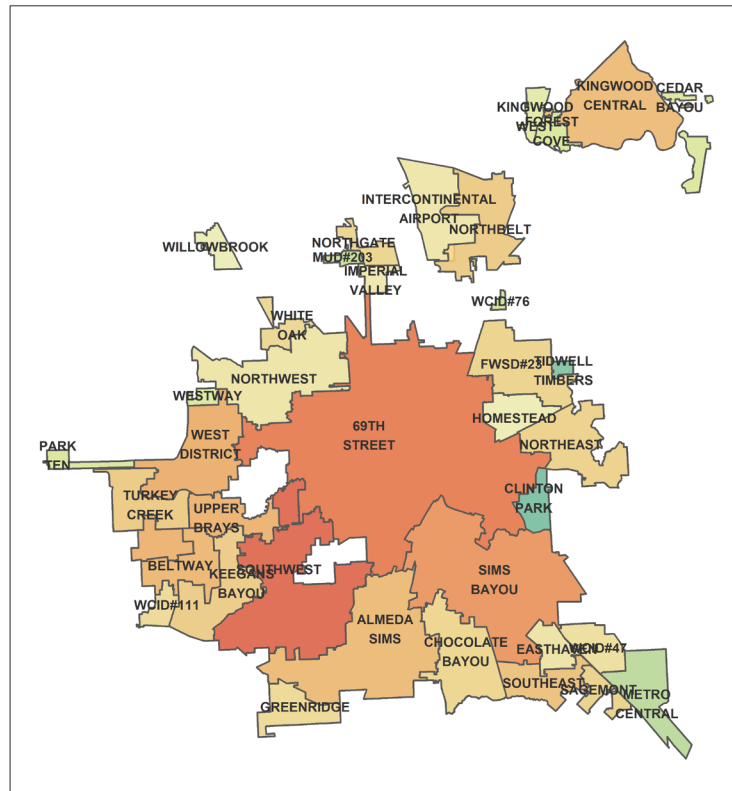 KINGWOOD
CENTRAL
CEDAR
BAYOU
KINGWOOD
WEST
FOREST
COVE
INTERCONTINENTAL
AIRPORT
NORTHBELT
WILLOWBROOK
NORTHGATE
MUD#203
IMPERIAL
VALLEY
WCID#76
WHITE
OAK
FWSD#23
TIDWELL
TIMBERS
NORTHWEST
WESTWAY
HOMESTEAD
69TH
STREET
WEST
DISTRICT
NORTHEAST
PARK
TEN
TURKEY
CREEK
UPPER
BRAYS
CLINTON
PARK
BELTWAY
KEEGANS
BAYOU
SOUTHWEST
SIMS
BAYOU
WCID#111
ALMEDA
SIMS
CHOCOLATE
BAYOU
EASTHAVEN
WCID#47
SOUTHEAST
SAGEMONT
METRO
CENTRAL
GREENRIDGE